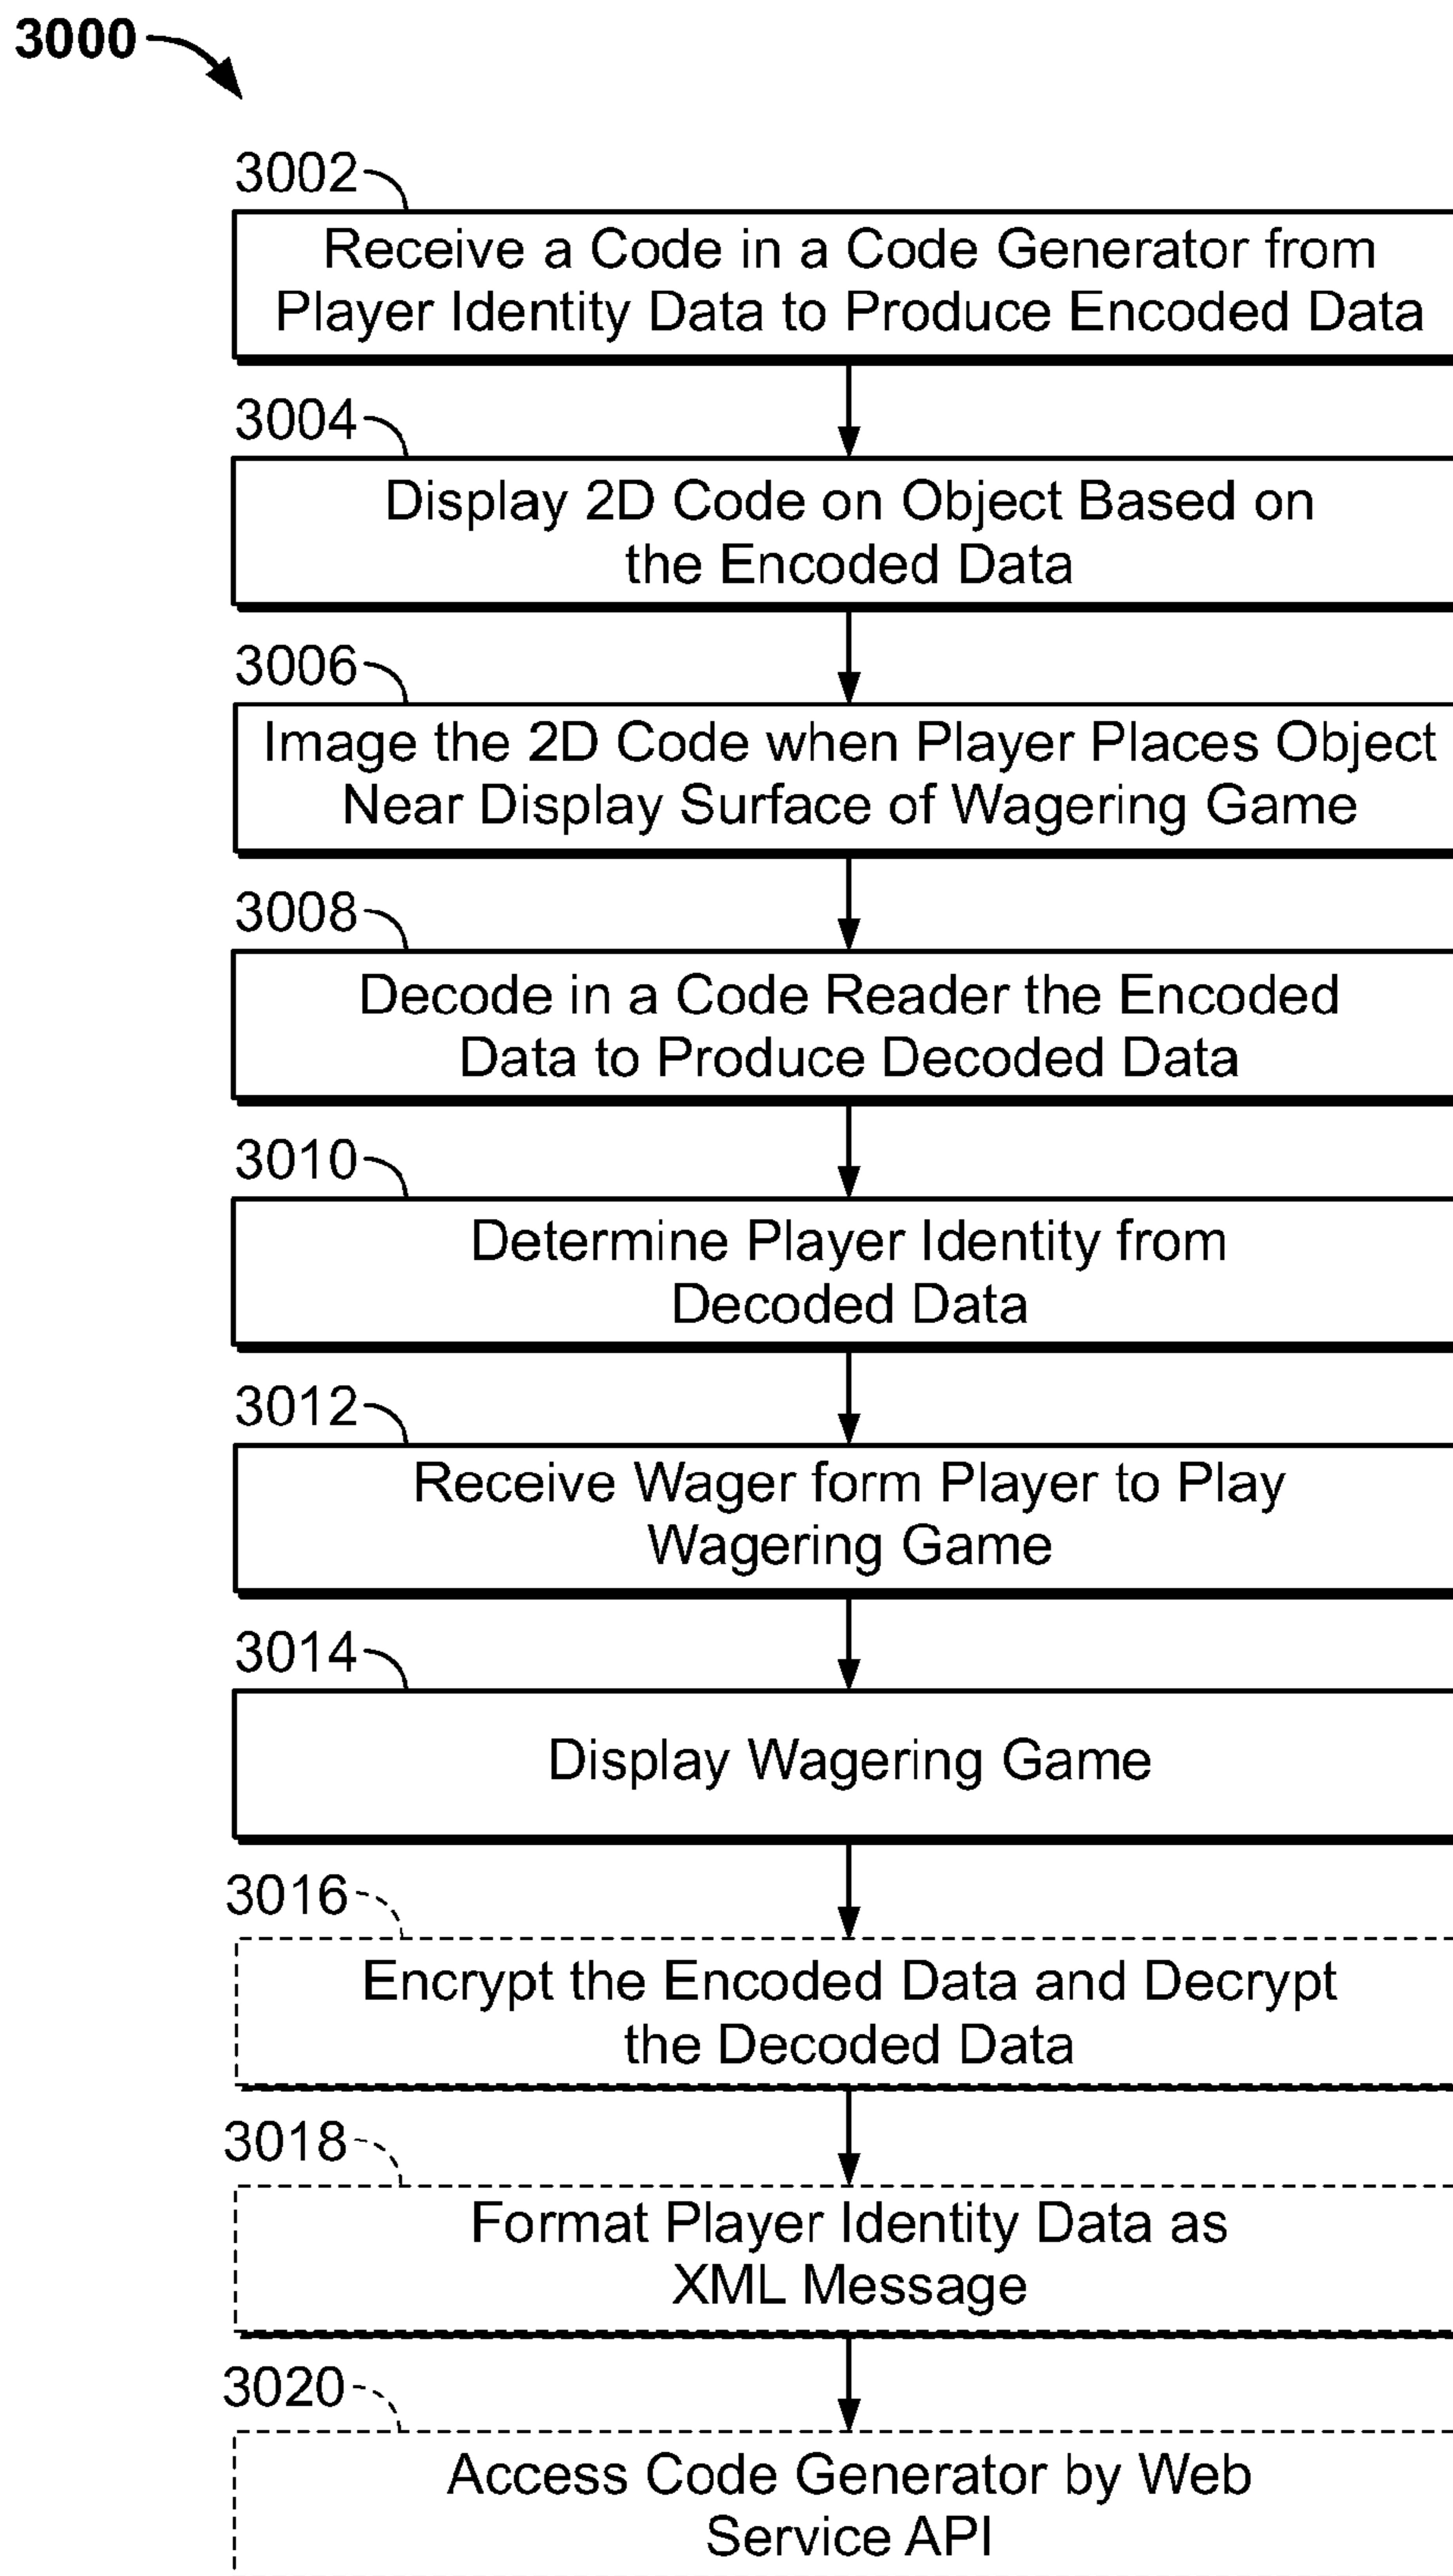 3000
3002
Receive a Code in a Code Generator from
Player Identity Data to Produce Encoded Data
3004
Display 2D Code on Object Based on
the Encoded Data
3006
Image the 2D Code when Player Places Object
Near Display Surface of Wagering Game
3008
Decode in a Code Reader the Encoded
Data to Produce Decoded Data
3010
Determine Player Identity from
Decoded Data
3012
Receive Wager form Player to Play
Wagering Game
3014
Display Wagering Game
3016
Encrypt the Encoded Data and Decrypt
the Decoded Data
3018
Format Player Identity Data as
XML Message
3020
Access Code Generator by Web
Service API